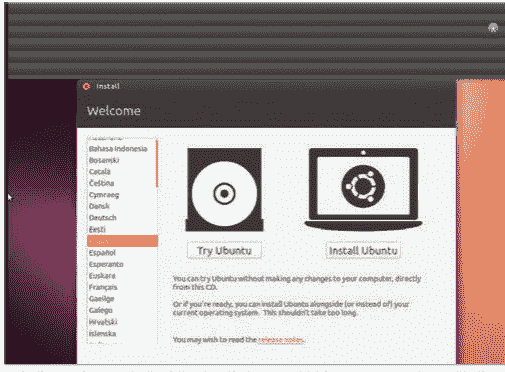 Install
Welcome
Bahasa Indonesia
Bosanski
Català
Čeština
Cymraeg
Dansk
Deutsch
Eesti
Español
Esperanto
Euskara
Français
Gaeilge
Galego
Hrvatski
Íslenska
Try Ubuntu
Install Ubuntu
You can try Ubuntu without making any changes to your computer, directly
from this CD.
Or if you're ready, you can install Ubuntu alongside (or instead of) your
current operating system. This shouldn't take too long.
You may wish to read the release notes.